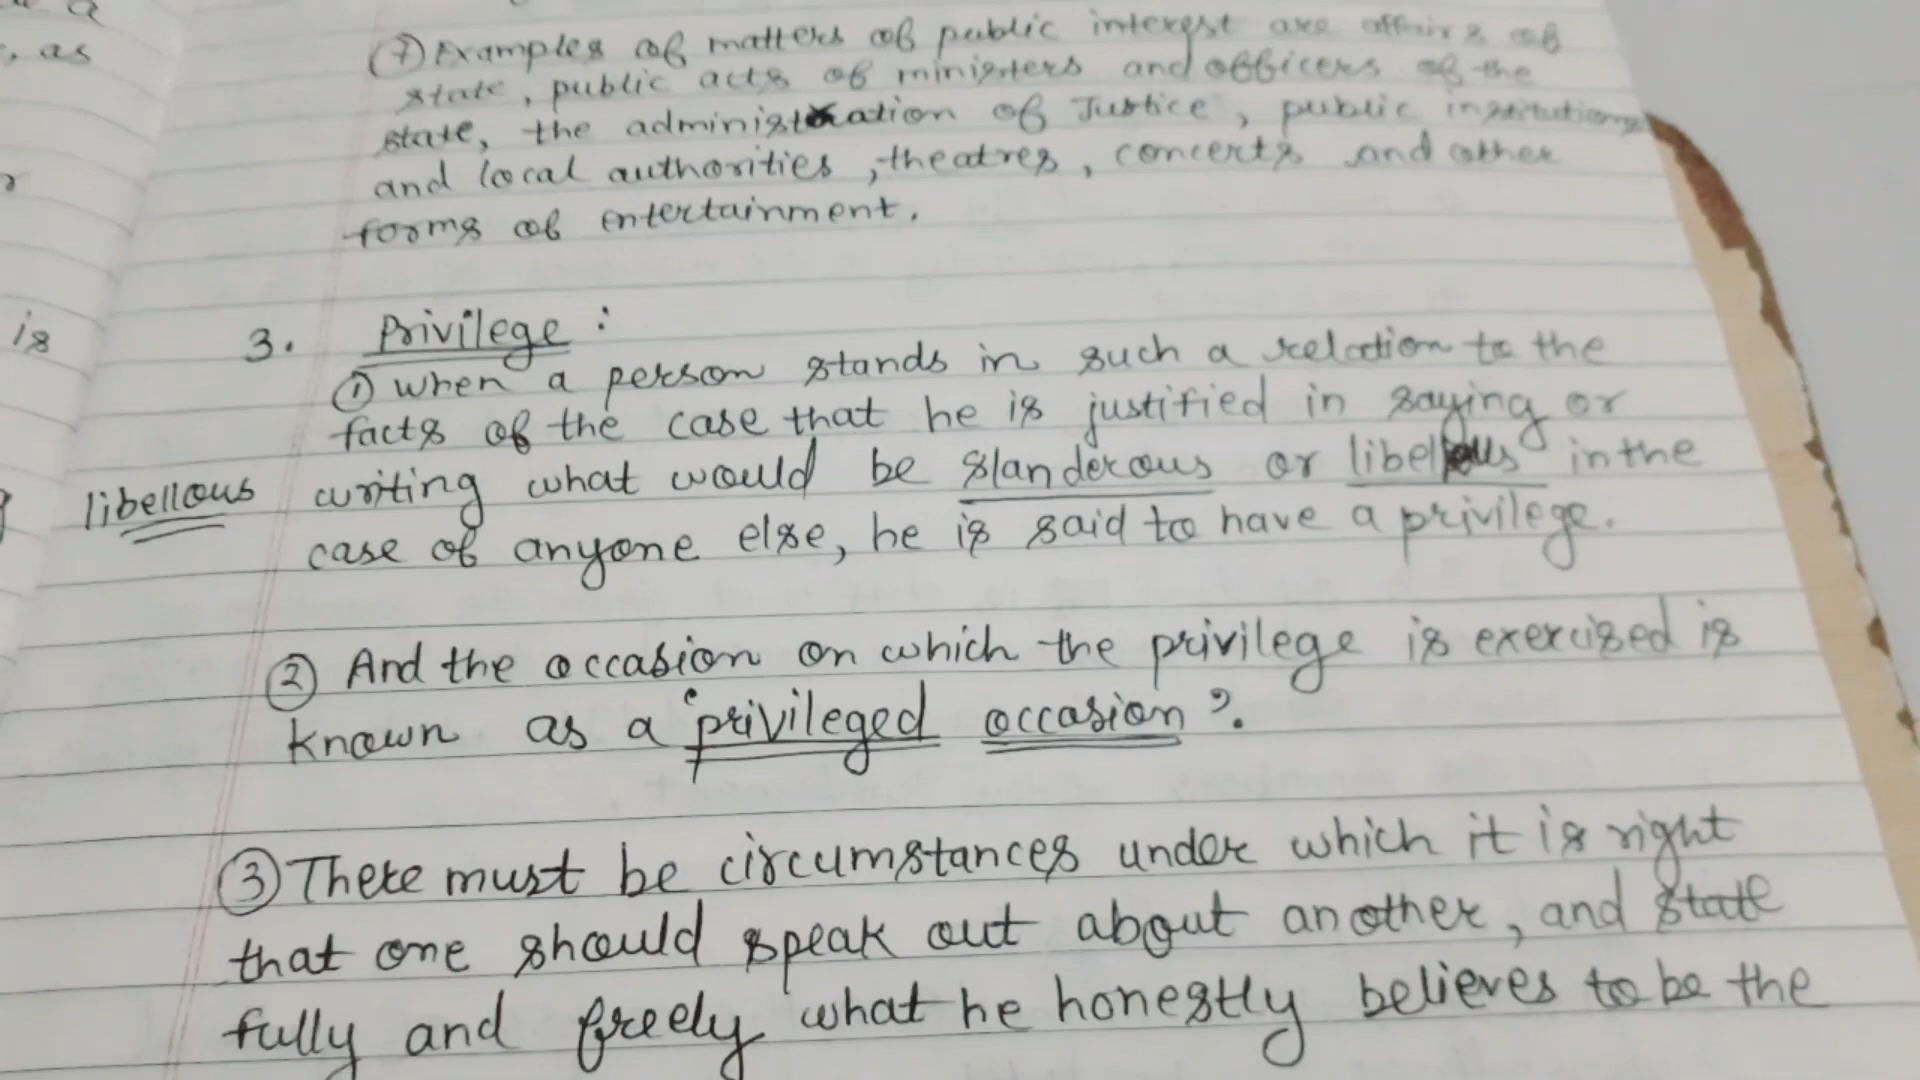 , as
⑦ Examples of matters of public interest are affairs of
state, public acts of ministers and officers of the
state, the administration of Justice, public institutions
and local authorities, theatres, concerts and other
forms of entertainment.
is
3. Privilege :
① When a person stands in such a relation to the
facts of the case that he is justified in saying or
writing what would be slanderous or libellous in the
libellous
case of anyone else, he is said to have a privilege.
② And the occasion on which the privilege is exercised is
known as a 'privileged occasion'.
③ There must be circumstances under which it is right
that one should speak out about another, and state
fully and freely what he honestly believes to be the